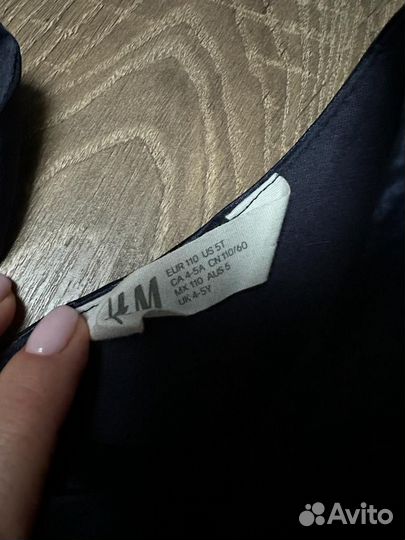 H&M
EUR 110 US 5T
CA 4-5A CN 110/60
MX 110 AUS 5
UK 4-5Y
Avito